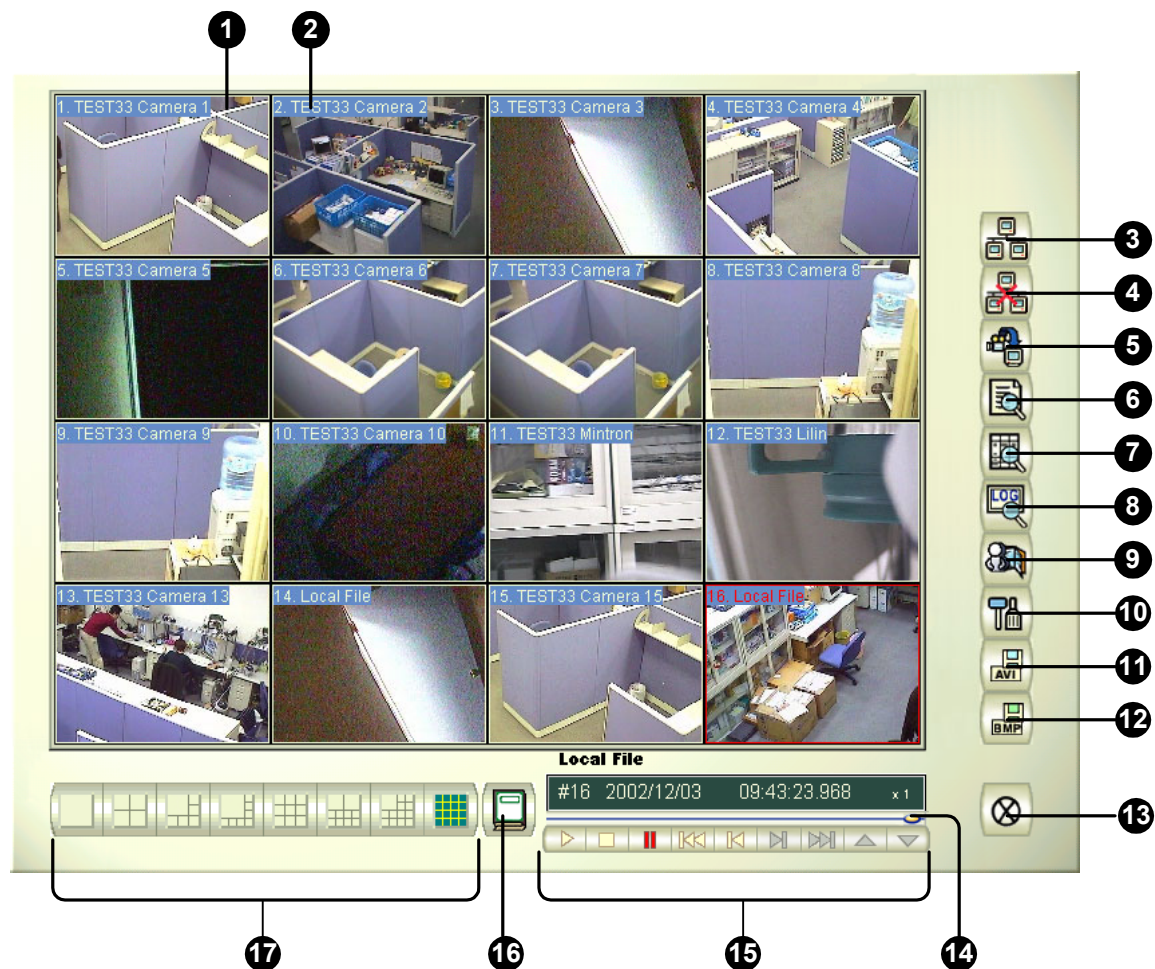 1 2
1. TEST33 Camera 1
2. TEST33 Camera 2
3. TEST33 Camera 3
4. TEST33 Camera 4
5. TEST33 Camera 5
6. TEST33 Camera 6
7. TEST33 Camera 7
8. TEST33 Camera 8
9. TEST33 Camera 9
10. TEST33 Camera 10
11. TEST33 Mintron
12. TEST33 Lilin
13. TEST33 Camera 13
14. Local File
15. TEST33 Camera 15
16. Local File
3
4
5
6
7
LOG 8
9
10
AVI 11
BMP 12
Local File
#16 2002/12/03 09:43:23.968 x 1
13
17 16 15 14